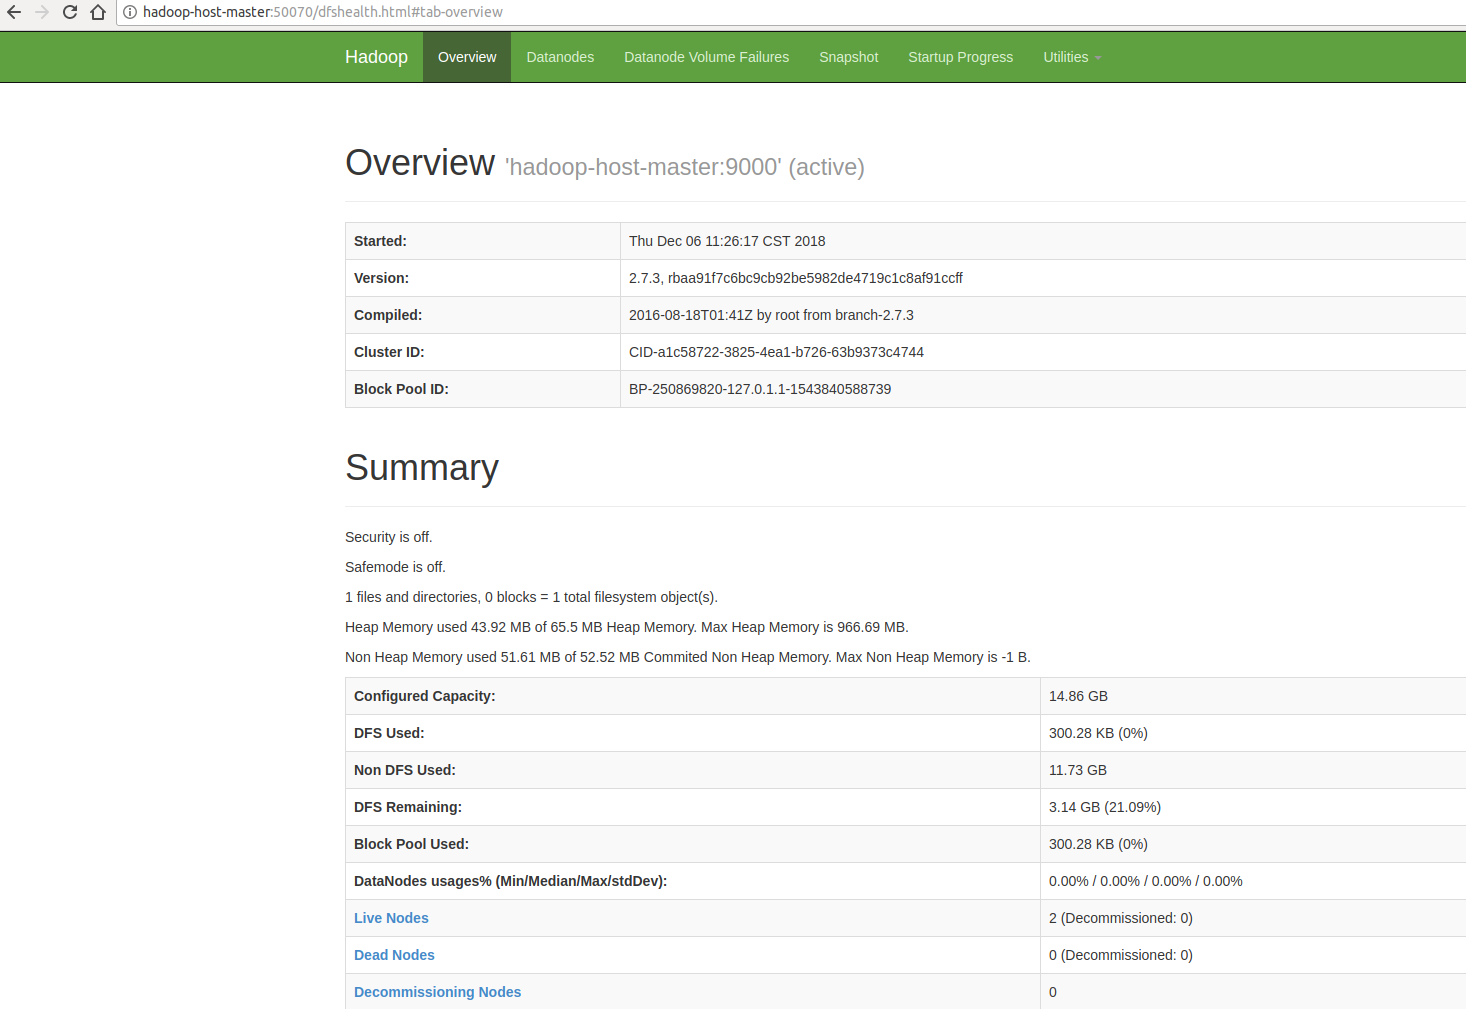 hadoop-host-master:50070/dfshealth.html#tab-overview
Hadoop Overview Datanodes Datanode Volume Failures Snapshot Startup Progress Utilities
Overview 'hadoop-host-master:9000' (active)
Started: Thu Dec 06 11:26:17 CST 2018
Version: 2.7.3, rbaa91f7c6bc9cb92be5982de4719c1c8af91ccff
Compiled: 2016-08-18T01:41Z by root from branch-2.7.3
Cluster ID: CID-a1c58722-3825-4ea1-b726-63b9373c4744
Block Pool ID: BP-250869820-127.0.1.1-1543840588739
Summary
Security is off.
Safemode is off.
1 files and directories, 0 blocks = 1 total filesystem object(s).
Heap Memory used 43.92 MB of 65.5 MB Heap Memory. Max Heap Memory is 966.69 MB.
Non Heap Memory used 51.61 MB of 52.52 MB Commited Non Heap Memory. Max Non Heap Memory is -1 B.
Configured Capacity: 14.86 GB
DFS Used: 300.28 KB (0%)
Non DFS Used: 11.73 GB
DFS Remaining: 3.14 GB (21.09%)
Block Pool Used: 300.28 KB (0%)
DataNodes usages% (Min/Median/Max/stdDev): 0.00% / 0.00% / 0.00% / 0.00%
Live Nodes 2 (Decommissioned: 0)
Dead Nodes 0 (Decommissioned: 0)
Decommissioning Nodes 0